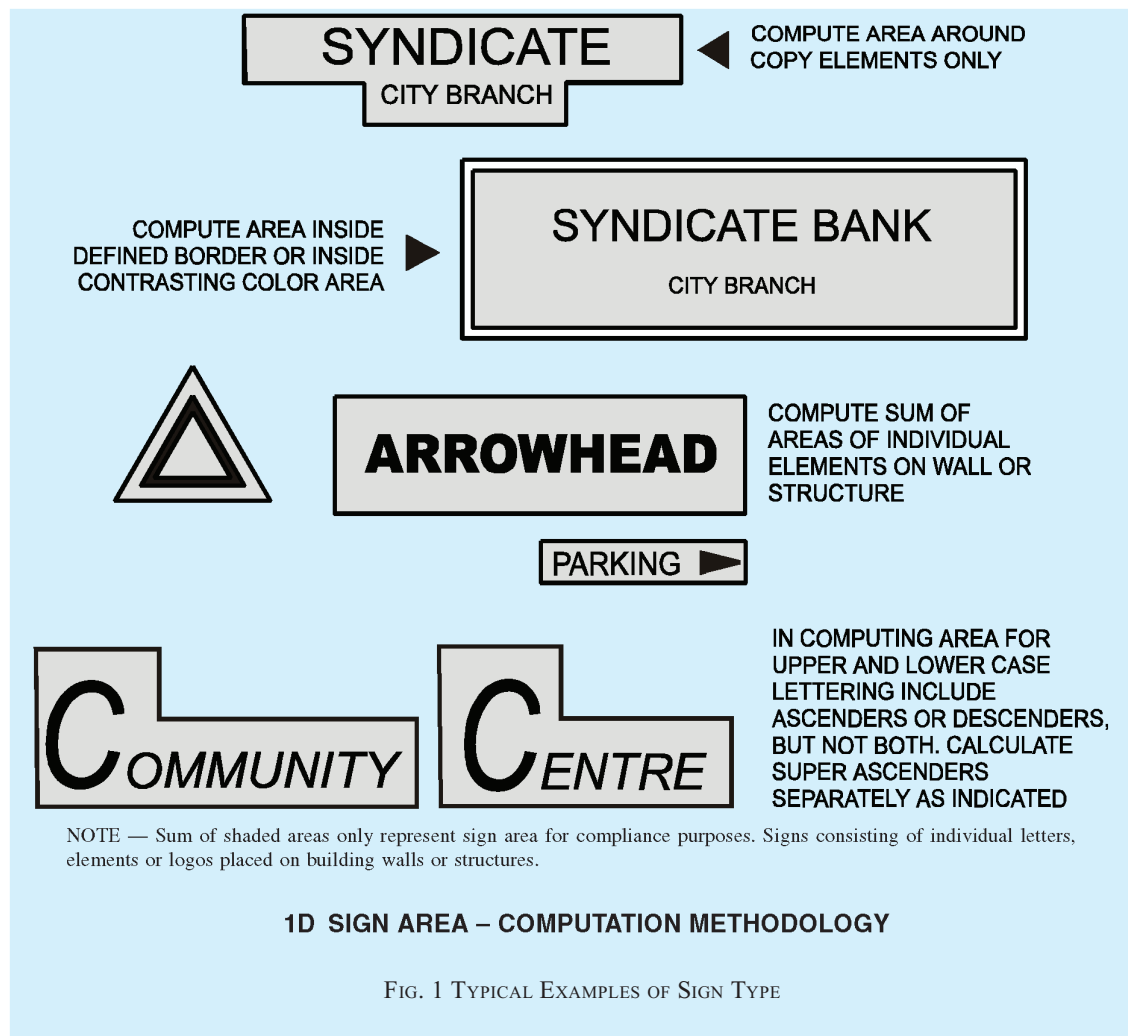 SYNDICATE
CITY BRANCH
COMPUTE AREA AROUND
COPY ELEMENTS ONLY
COMPUTE AREA INSIDE
DEFINED BORDER OR INSIDE
CONTRASTING COLOR AREA
SYNDICATE BANK
CITY BRANCH
ARROWHEAD
COMPUTE SUM OF
AREAS OF INDIVIDUAL
ELEMENTS ON WALL OR
STRUCTURE
PARKING
COMMUNITY CENTRE
IN COMPUTING AREA FOR
UPPER AND LOWER CASE
LETTERING INCLUDE
ASCENDERS OR DESCENDERS,
BUT NOT BOTH. CALCULATE
SUPER ASCENDERS
SEPARATELY AS INDICATED
NOTE — Sum of shaded areas only represent sign area for compliance purposes. Signs consisting of individual letters,
elements or logos placed on building walls or structures.
1D SIGN AREA – COMPUTATION METHODOLOGY
FIG. 1 TYPICAL EXAMPLES OF SIGN TYPE